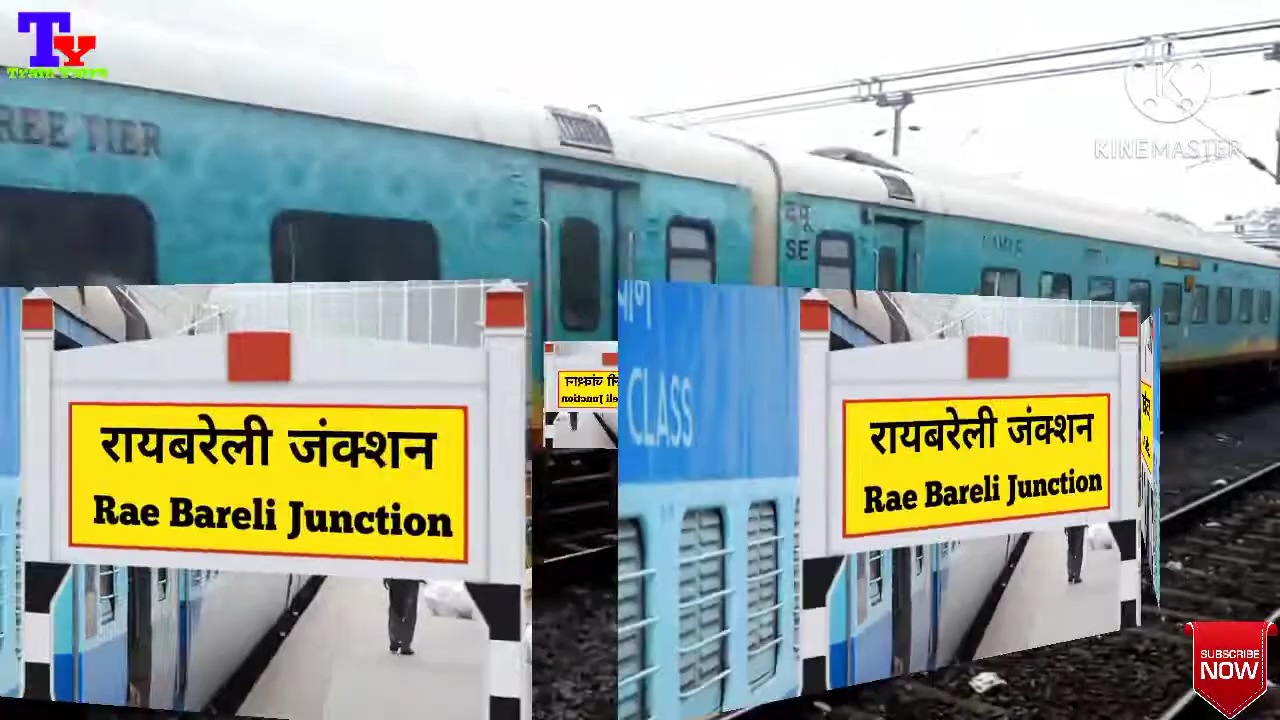 TY
Train Yatra
KINEMASTER
REE TIER
SE
CLASS
रायबरेली जंक्शन
Rae Bareli Junction
रायबरेली जंक्शन
Rae Bareli Junction
SUBSCRIBE
NOW